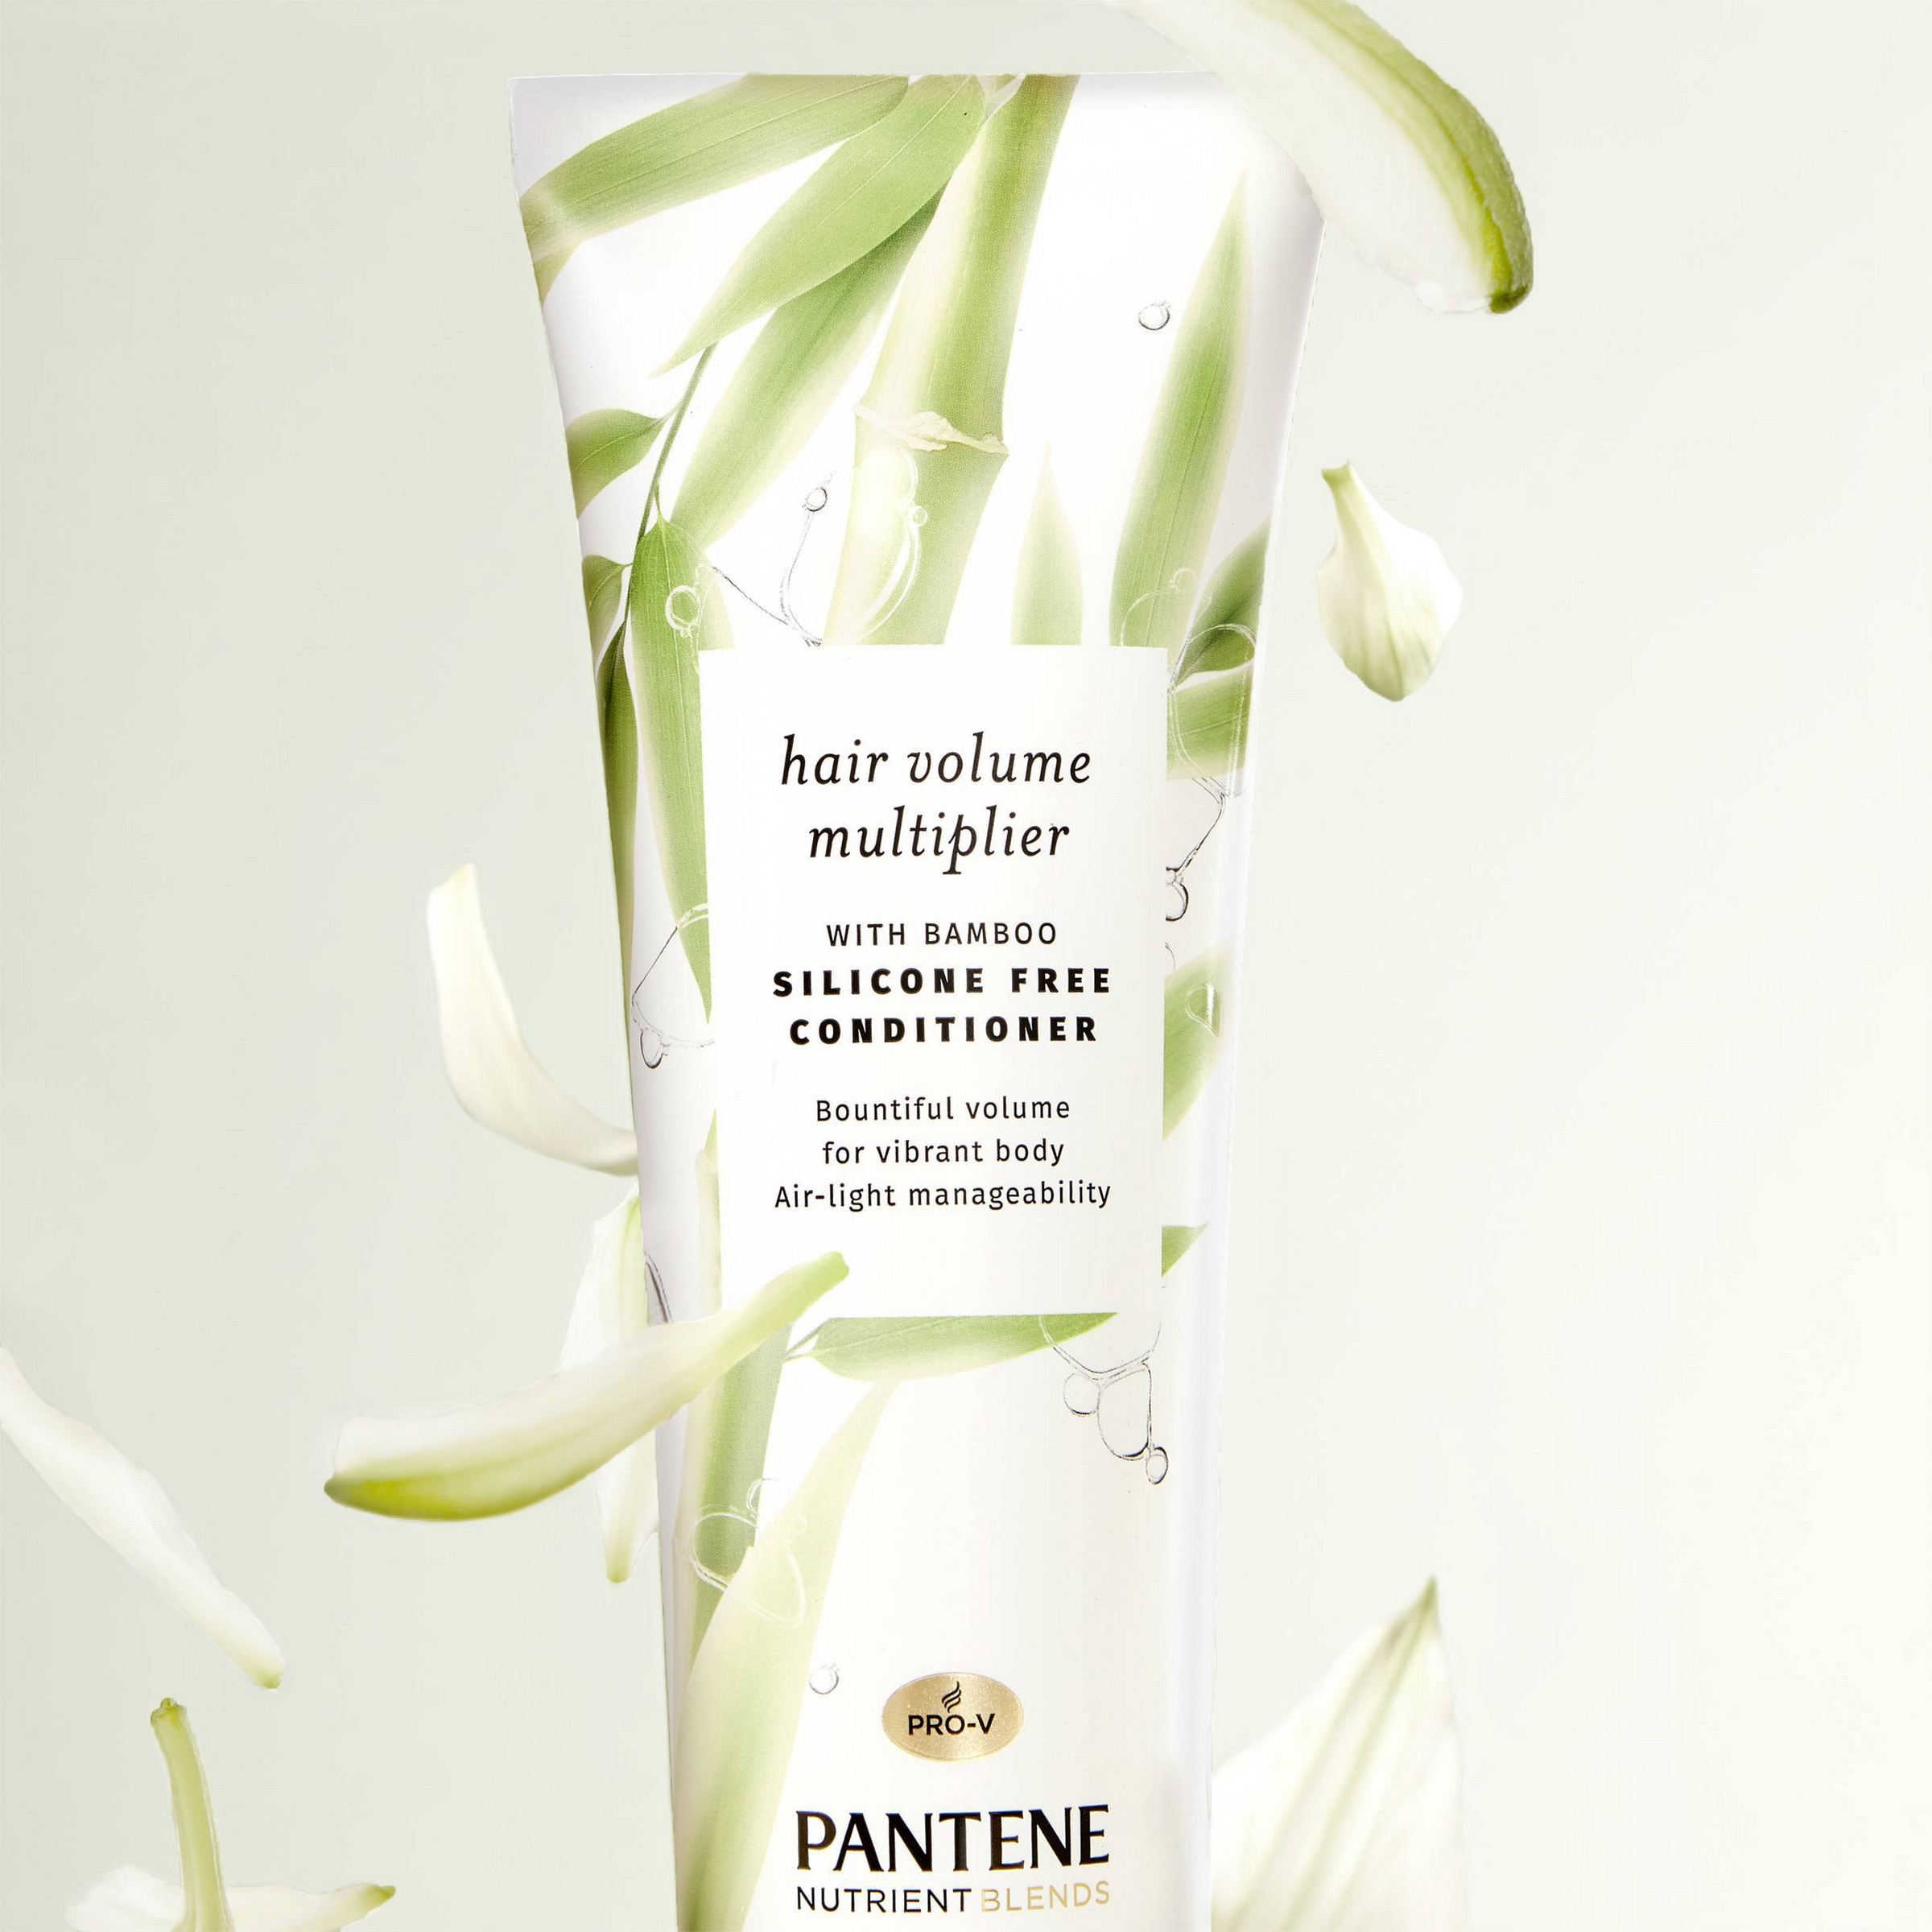 hair volume
multiplier
WITH BAMBOO
SILICONE FREE
CONDITIONER
Bountiful volume
for vibrant body
Air-light manageability
PRO-V
PANTENE
NUTRIENT BLENDS